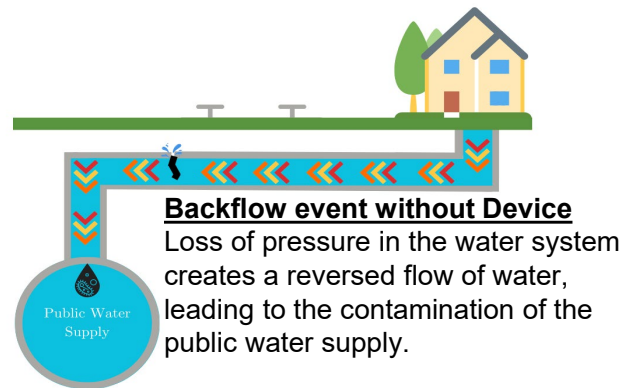 Backflow event without Device
Loss of pressure in the water system
creates a reversed flow of water,
leading to the contamination of the
public water supply.
Public Water
Supply